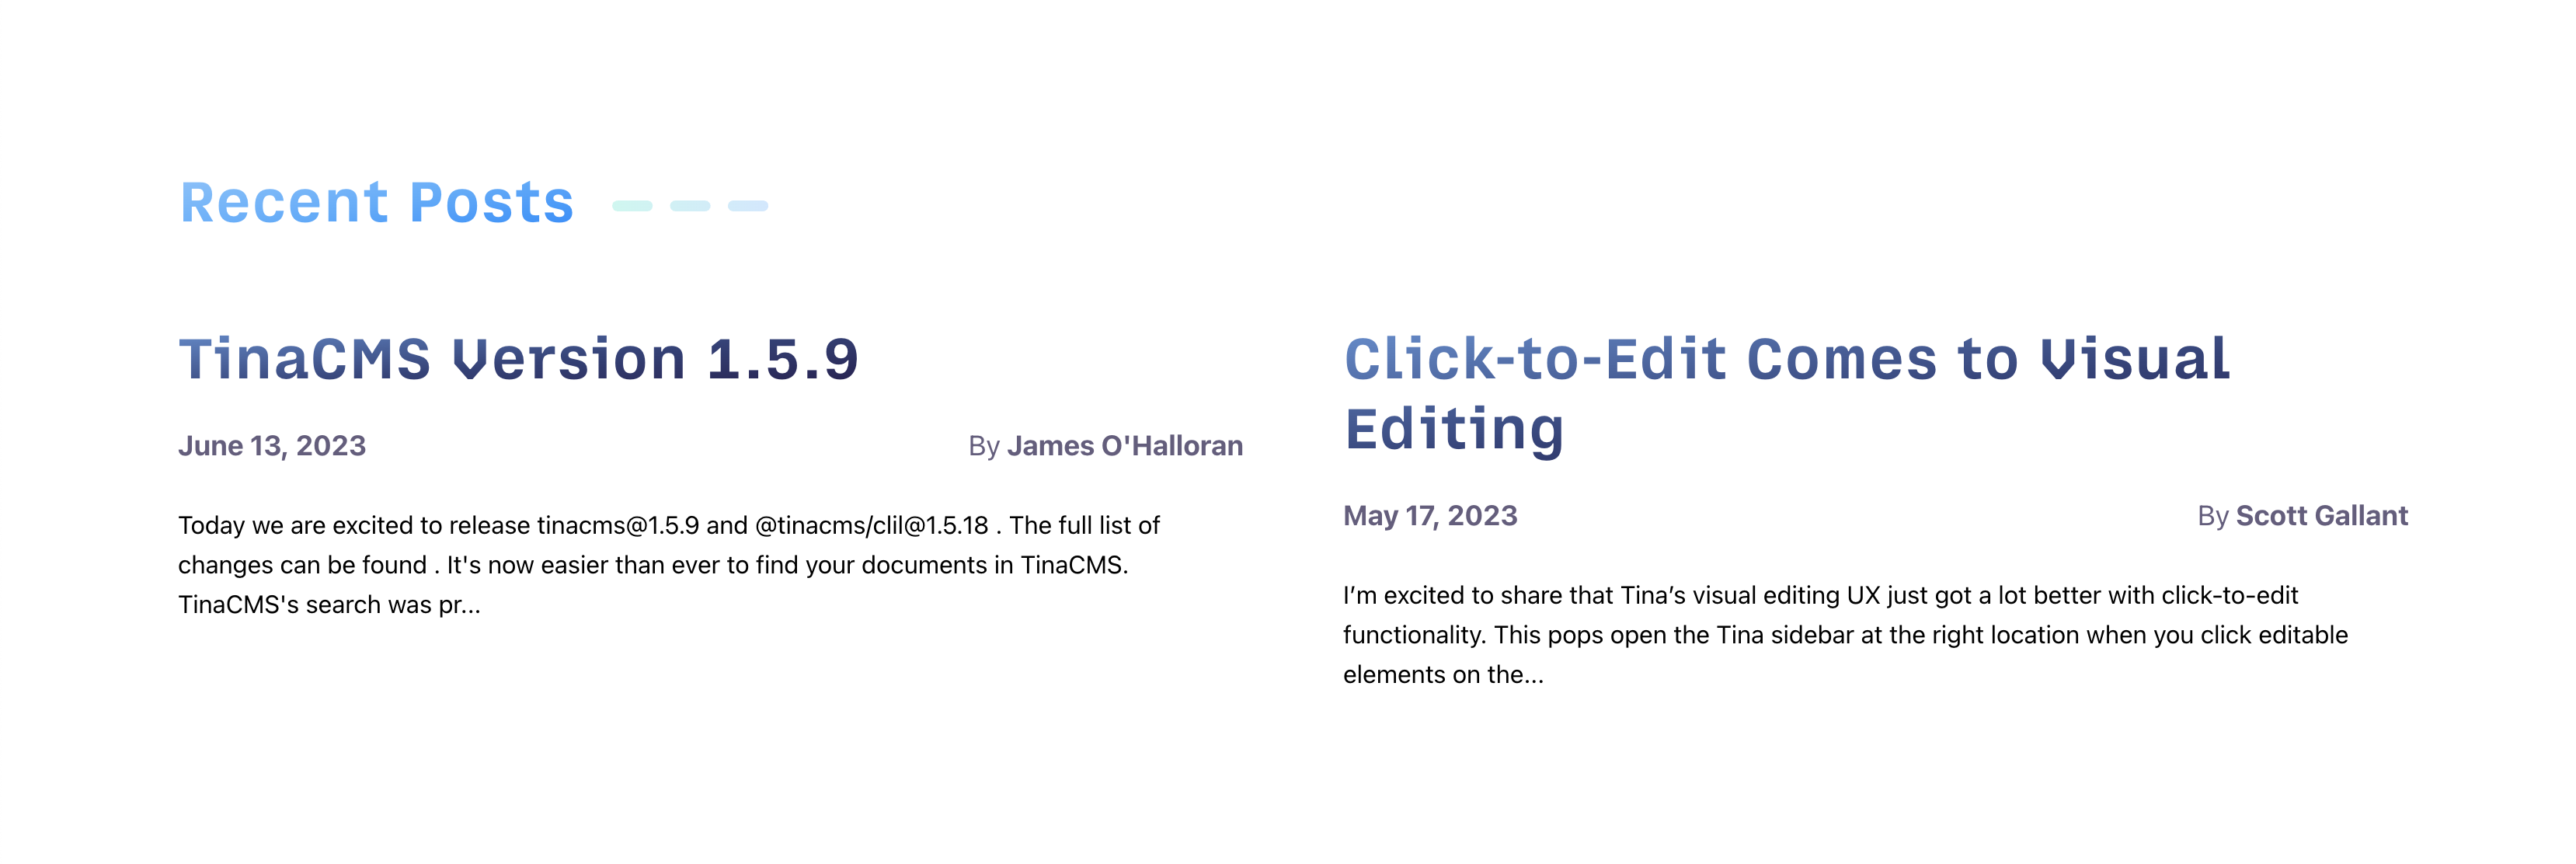 Recent Posts
TinaCMS Version 1.5.9
June 13, 2023
By James O'Halloran
Today we are excited to release tinacms@1.5.9 and @tinacms/clil@1.5.18 . The full list of
changes can be found . It's now easier than ever to find your documents in TinaCMS.
TinaCMS's search was pr...
Click-to-Edit Comes to Visual
Editing
May 17, 2023
By Scott Gallant
I’m excited to share that Tina’s visual editing UX just got a lot better with click-to-edit
functionality. This pops open the Tina sidebar at the right location when you click editable
elements on the...